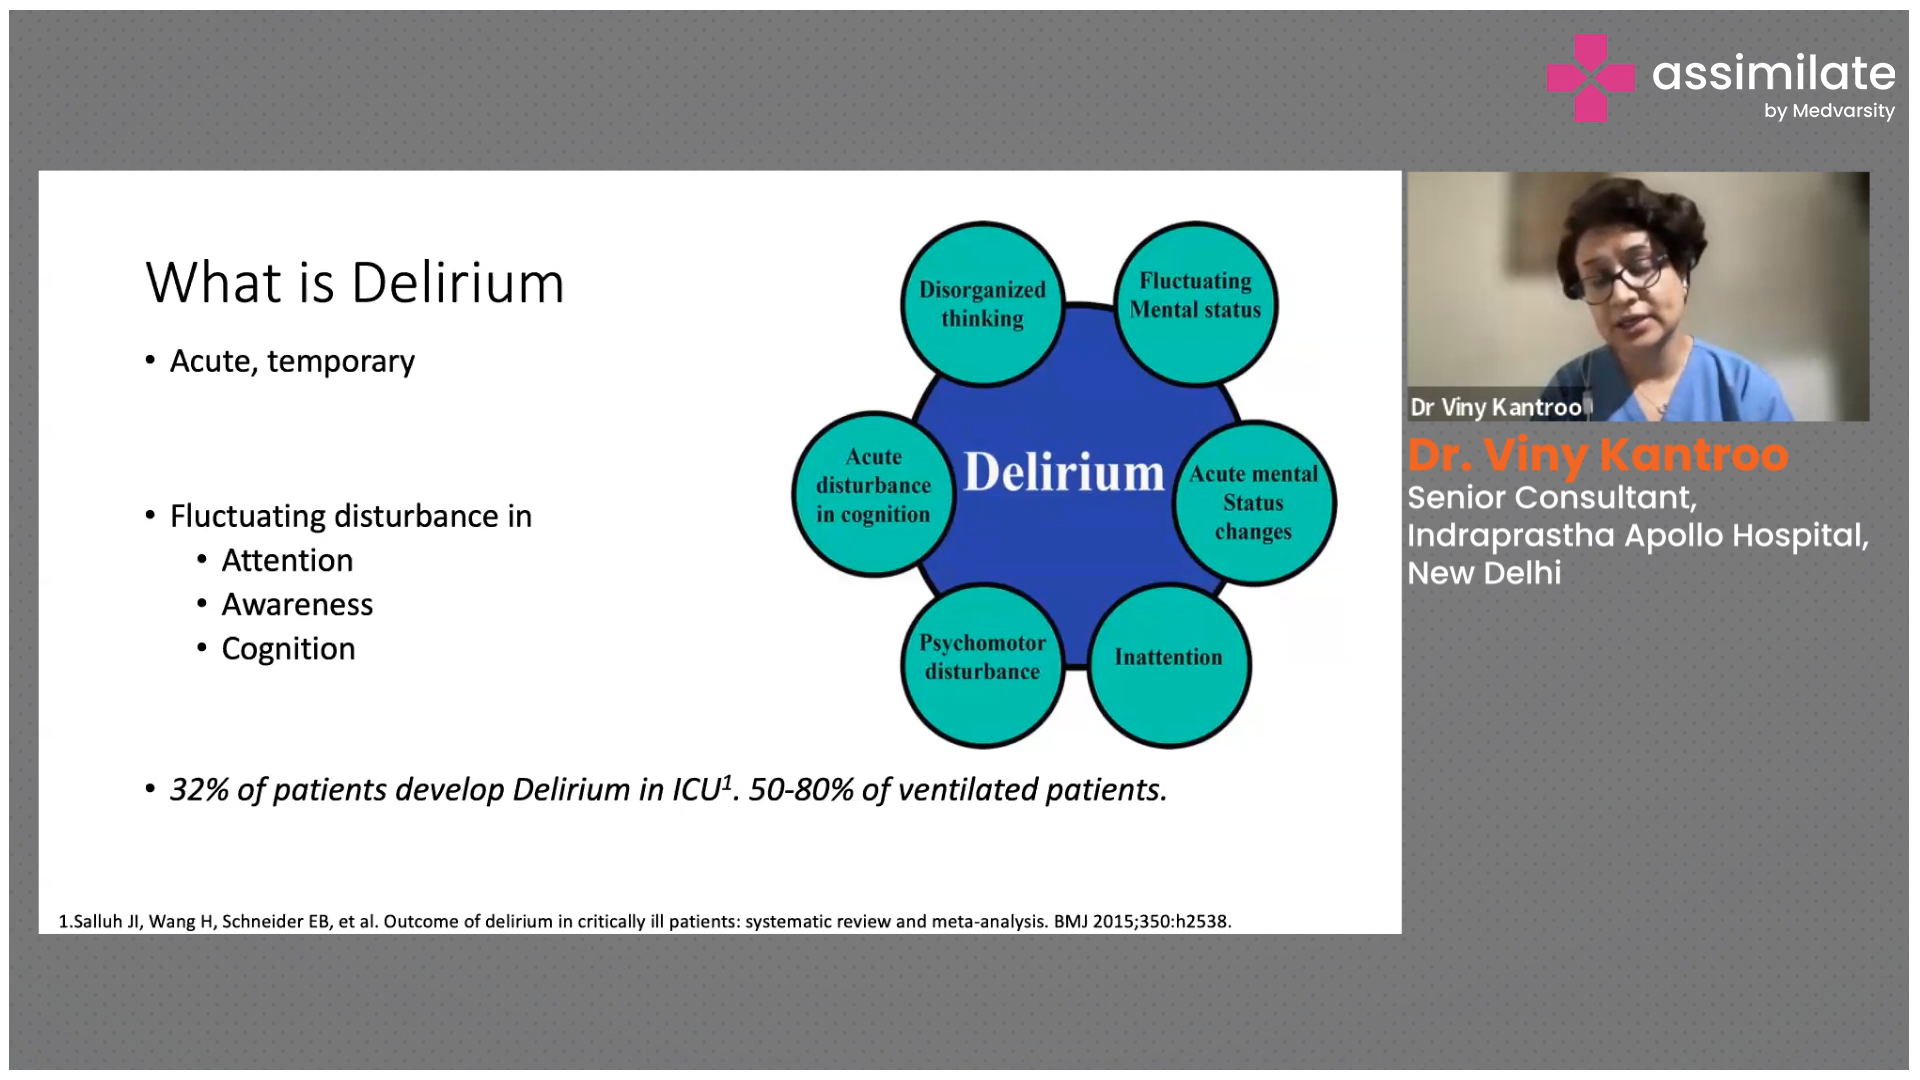 assimilate
by Medvarsity
What is Delirium
• Acute, temporary
• Fluctuating disturbance in
• Attention
• Awareness
• Cognition
• 32% of patients develop Delirium in ICU1. 50-80% of ventilated patients.
1.Salluh JI, Wang H, Schneider EB, et al. Outcome of delirium in critically ill patients: systematic review and meta-analysis. BMJ 2015;350:h2538.
Disorganized
thinking
Fluctuating
Mental status
Acute
disturbance
in cognition
Delirium
Acute mental
Status
changes
Psychomotor
disturbance
Inattention
Dr Viny Kantroo
Dr. Viny Kantroo
Senior Consultant,
Indraprastha Apollo Hospital,
New Delhi